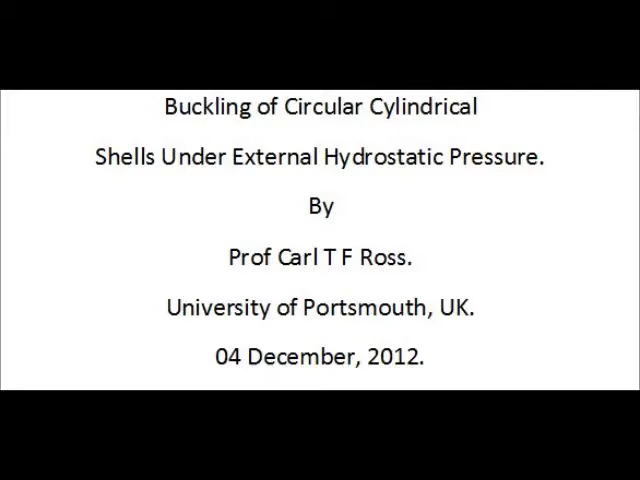 Buckling of Circular Cylindrical
Shells Under External Hydrostatic Pressure.
By
Prof Carl T F Ross.
University of Portsmouth, UK.
04 December, 2012.